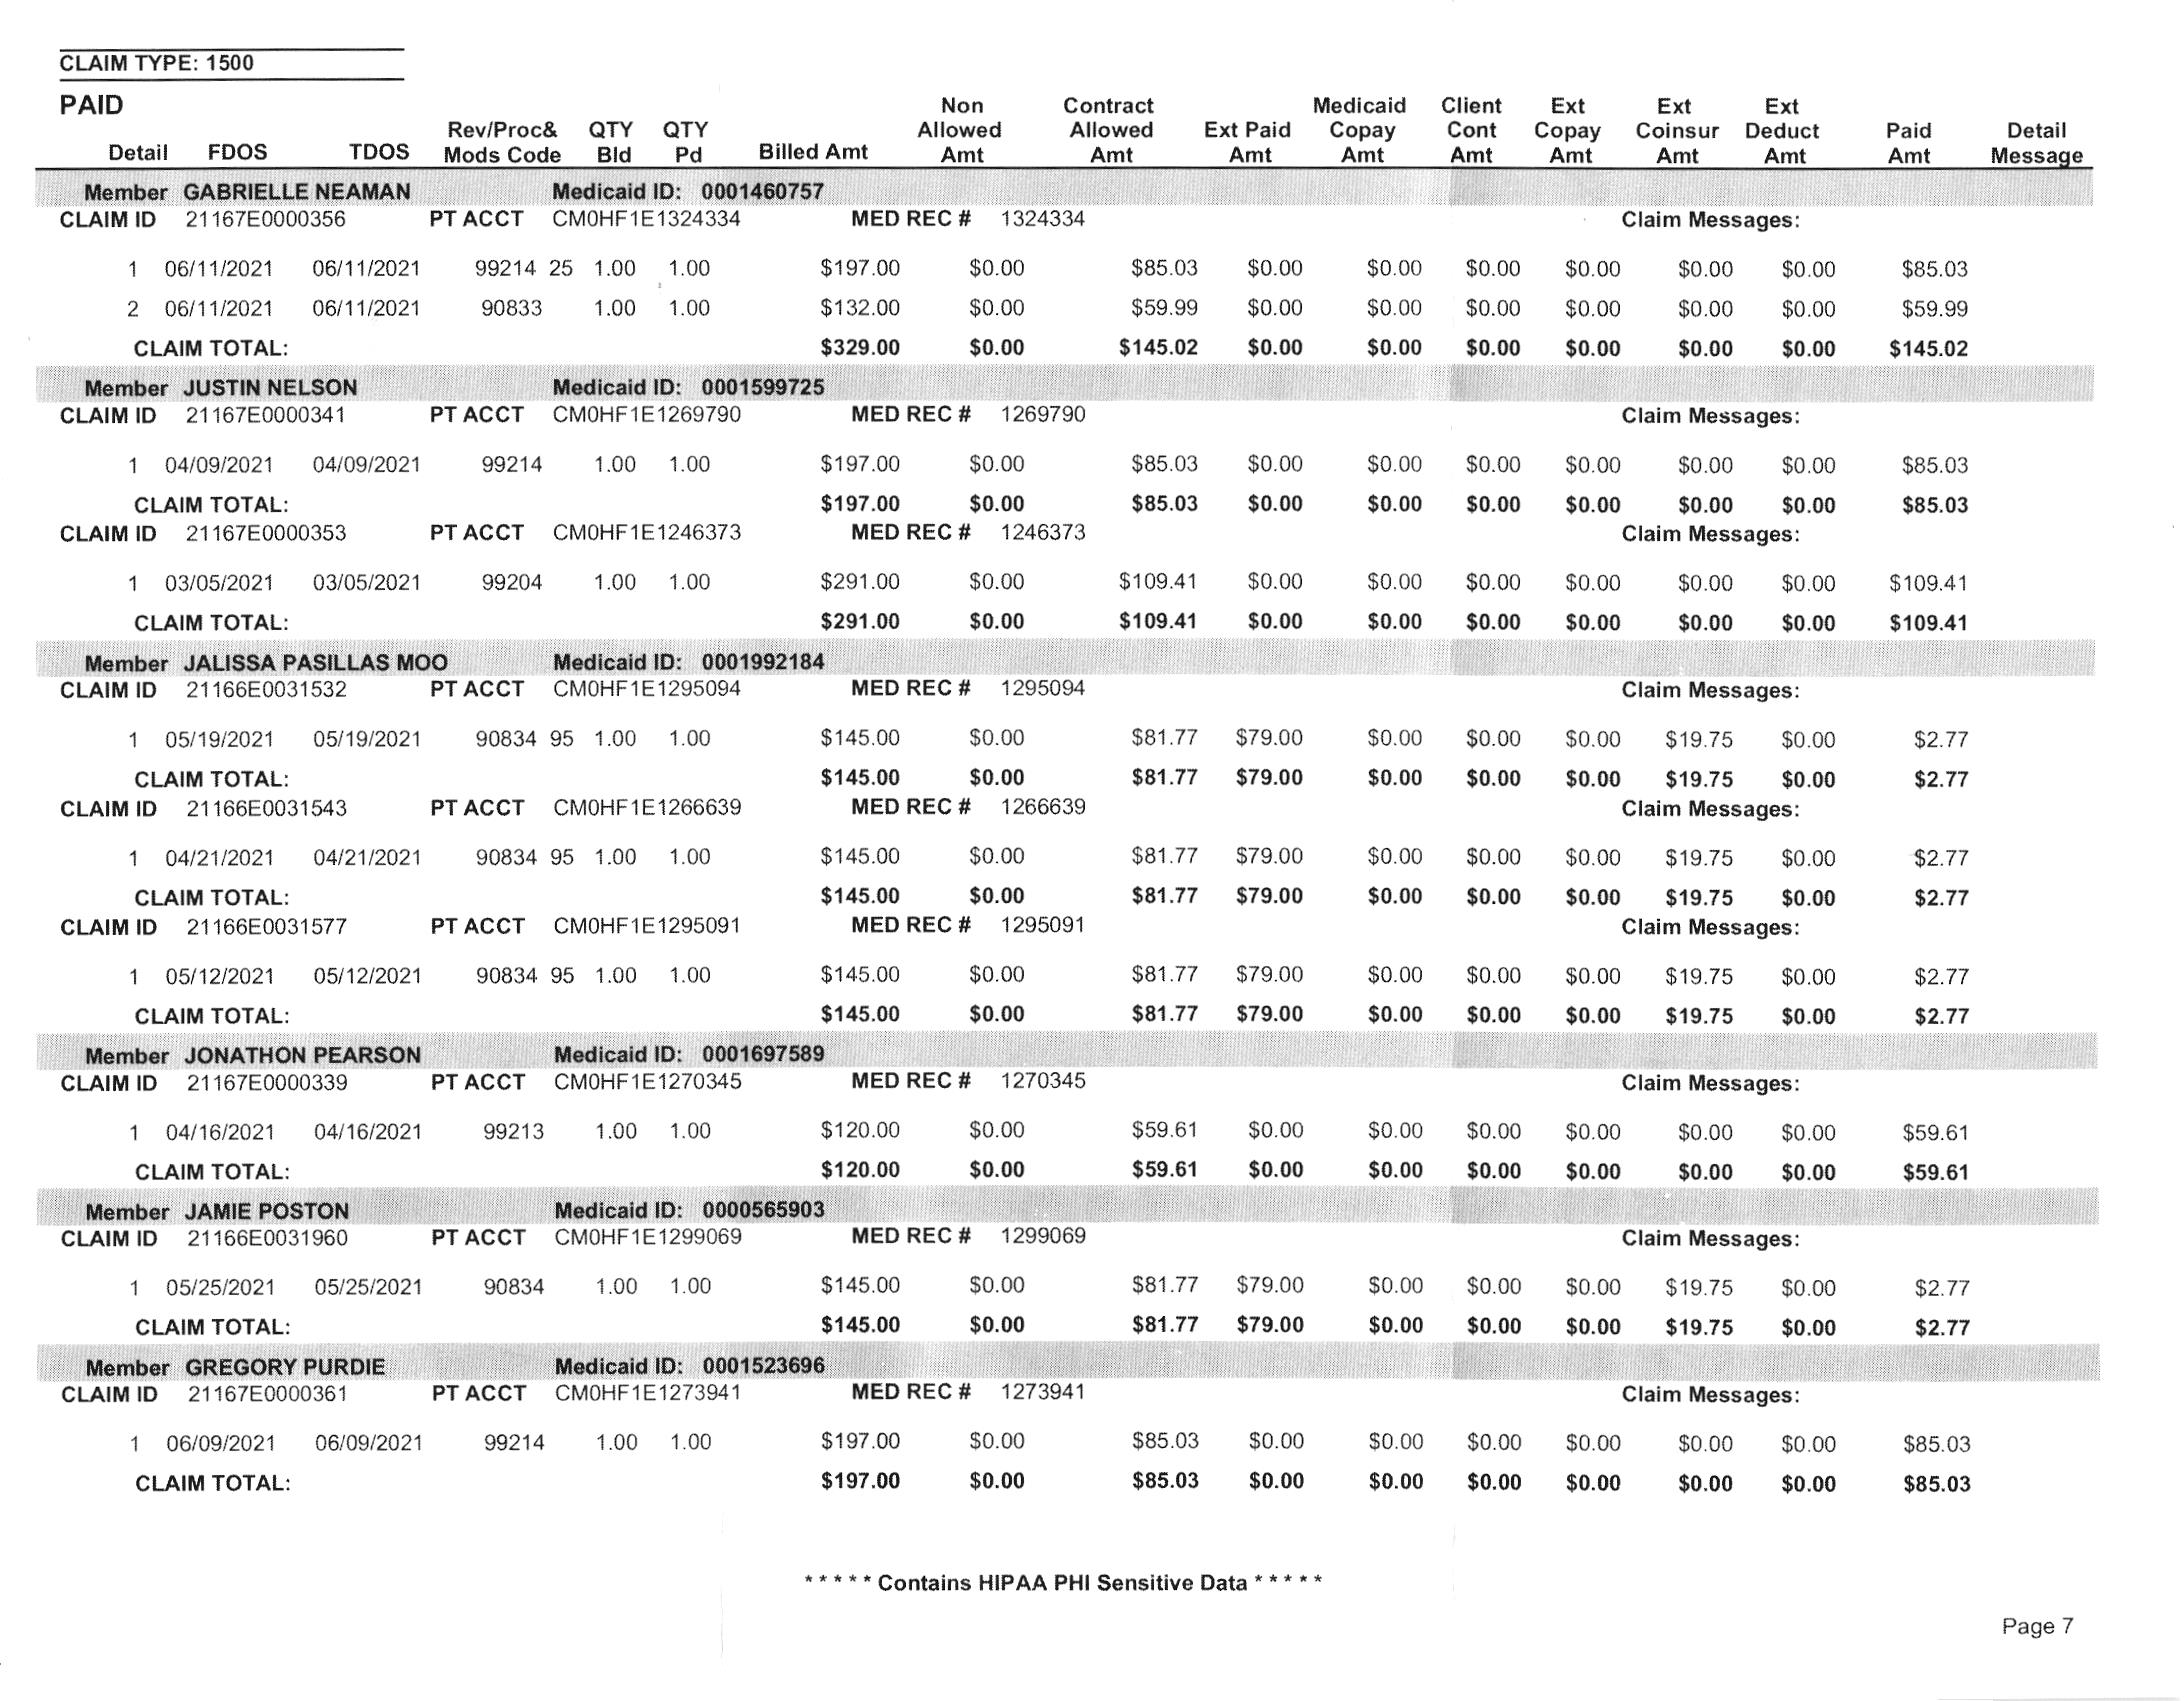 CLAIM TYPE: 1500
PAID
Detail FDOS TDOS Rev/Proc& Mods Code QTY Bld QTY Pd Billed Amt Non Allowed Amt Contract Allowed Amt Ext Paid Amt Medicaid Copay Amt Client Cont Amt Ext Copay Amt Ext Coinsur Amt Ext Deduct Amt Paid Amt Detail Message
Member GABRIELLE NEAMAN Medicaid ID: 0001460757
CLAIM ID 21167E0000356 PT ACCT CM0HF1E1324334 MED REC # 1324334 Claim Messages:
1 06/11/2021 06/11/2021 99214 25 1.00 1.00 $197.00 $0.00 $85.03 $0.00 $0.00 $0.00 $0.00 $0.00 $0.00 $85.03
2 06/11/2021 06/11/2021 90833 1.00 1.00 $132.00 $0.00 $59.99 $0.00 $0.00 $0.00 $0.00 $0.00 $0.00 $59.99
CLAIM TOTAL: $329.00 $0.00 $145.02 $0.00 $0.00 $0.00 $0.00 $0.00 $0.00 $145.02
Member JUSTIN NELSON Medicaid ID: 0001599725
CLAIM ID 21167E0000341 PT ACCT CM0HF1E1269790 MED REC # 1269790 Claim Messages:
1 04/09/2021 04/09/2021 99214 1.00 1.00 $197.00 $0.00 $85.03 $0.00 $0.00 $0.00 $0.00 $0.00 $0.00 $85.03
CLAIM TOTAL: $197.00 $0.00 $85.03 $0.00 $0.00 $0.00 $0.00 $0.00 $0.00 $85.03
CLAIM ID 21167E0000353 PT ACCT CM0HF1E1246373 MED REC # 1246373 Claim Messages:
1 03/05/2021 03/05/2021 99204 1.00 1.00 $291.00 $0.00 $109.41 $0.00 $0.00 $0.00 $0.00 $0.00 $0.00 $109.41
CLAIM TOTAL: $291.00 $0.00 $109.41 $0.00 $0.00 $0.00 $0.00 $0.00 $0.00 $109.41
Member JALISSA PASILLAS MOO Medicaid ID: 0001992184
CLAIM ID 21166E0031532 PT ACCT CM0HF1E1295094 MED REC # 1295094 Claim Messages:
1 05/19/2021 05/19/2021 90834 95 1.00 1.00 $145.00 $0.00 $81.77 $79.00 $0.00 $0.00 $0.00 $19.75 $0.00 $2.77
CLAIM TOTAL: $145.00 $0.00 $81.77 $79.00 $0.00 $0.00 $0.00 $19.75 $0.00 $2.77
CLAIM ID 21166E0031543 PT ACCT CM0HF1E1266639 MED REC # 1266639 Claim Messages:
1 04/21/2021 04/21/2021 90834 95 1.00 1.00 $145.00 $0.00 $81.77 $79.00 $0.00 $0.00 $0.00 $19.75 $0.00 $2.77
CLAIM TOTAL: $145.00 $0.00 $81.77 $79.00 $0.00 $0.00 $0.00 $19.75 $0.00 $2.77
CLAIM ID 21166E0031577 PT ACCT CM0HF1E1295091 MED REC # 1295091 Claim Messages:
1 05/12/2021 05/12/2021 90834 95 1.00 1.00 $145.00 $0.00 $81.77 $79.00 $0.00 $0.00 $0.00 $19.75 $0.00 $2.77
CLAIM TOTAL: $145.00 $0.00 $81.77 $79.00 $0.00 $0.00 $0.00 $19.75 $0.00 $2.77
Member JONATHON PEARSON Medicaid ID: 0001697589
CLAIM ID 21167E0000339 PT ACCT CM0HF1E1270345 MED REC # 1270345 Claim Messages:
1 04/16/2021 04/16/2021 99213 1.00 1.00 $120.00 $0.00 $59.61 $0.00 $0.00 $0.00 $0.00 $0.00 $0.00 $59.61
CLAIM TOTAL: $120.00 $0.00 $59.61 $0.00 $0.00 $0.00 $0.00 $0.00 $0.00 $59.61
Member JAMIE POSTON Medicaid ID: 0000565903
CLAIM ID 21166E0031960 PT ACCT CM0HF1E1299069 MED REC # 1299069 Claim Messages:
1 05/25/2021 05/25/2021 90834 1.00 1.00 $145.00 $0.00 $81.77 $79.00 $0.00 $0.00 $0.00 $19.75 $0.00 $2.77
CLAIM TOTAL: $145.00 $0.00 $81.77 $79.00 $0.00 $0.00 $0.00 $19.75 $0.00 $2.77
Member GREGORY PURDIE Medicaid ID: 0001523696
CLAIM ID 21167E0000361 PT ACCT CM0HF1E1273941 MED REC # 1273941 Claim Messages:
1 06/09/2021 06/09/2021 99214 1.00 1.00 $197.00 $0.00 $85.03 $0.00 $0.00 $0.00 $0.00 $0.00 $0.00 $85.03
CLAIM TOTAL: $197.00 $0.00 $85.03 $0.00 $0.00 $0.00 $0.00 $0.00 $0.00 $85.03
* * * * * Contains HIPAA PHI Sensitive Data * * * * *
Page 7